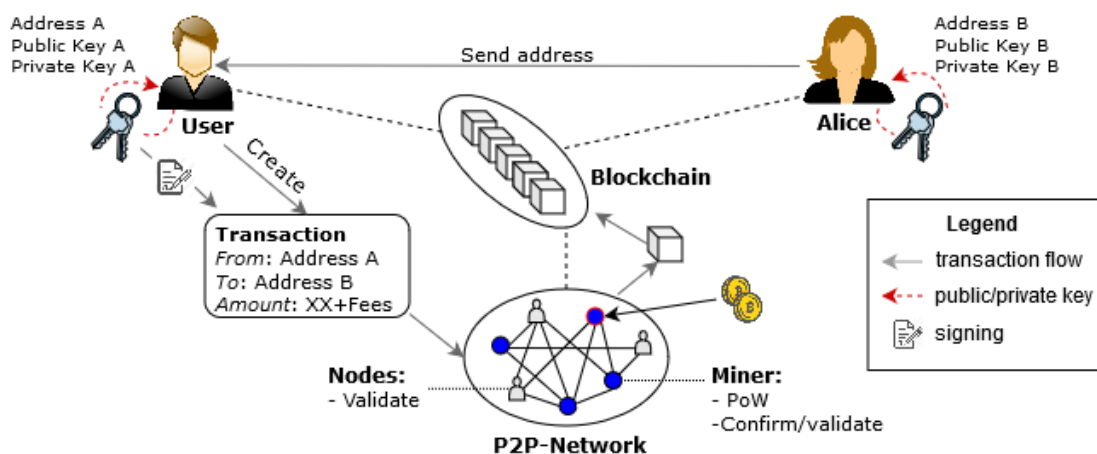 Address A
Public Key A
Private Key A
User
Send address
Address B
Public Key B
Private Key B
Alice
Create
Blockchain
Transaction
From: Address A
To: Address B
Amount: XX+Fees
Legend
transaction flow
public/private key
signing
Nodes:
- Validate
Miner:
- PoW
-Confirm/validate
P2P-Network